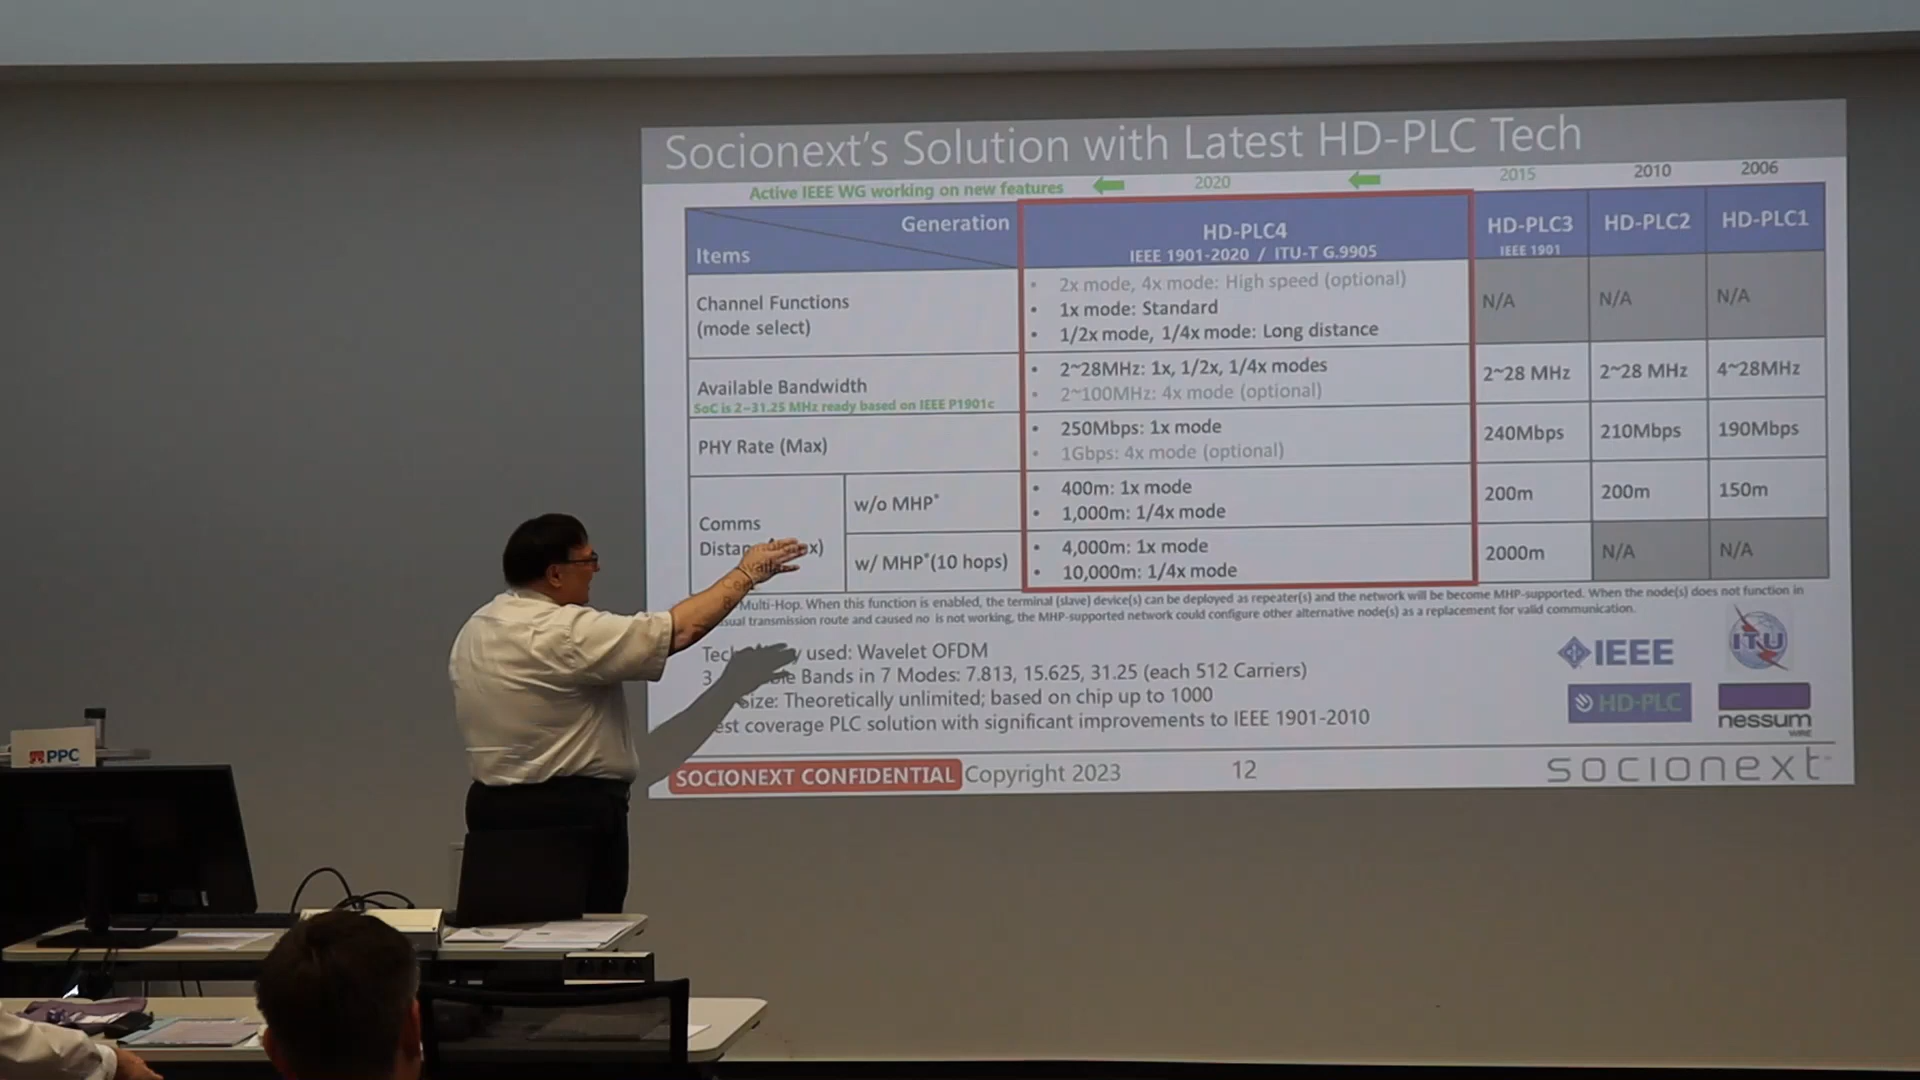 Socionext's Solution with Latest HD-PLC Tech
Active IEEE WG working on new features 2020 2015 2010 2006
Generation
Items
HD-PLC4
IEEE 1901-2020 / ITU-T G.9905
HD-PLC3
IEEE 1901
HD-PLC2
HD-PLC1
Channel Functions
(mode select)
• 2x mode, 4x mode: High speed (optional)
• 1x mode: Standard
• 1/2x mode, 1/4x mode: Long distance
N/A N/A N/A
Available Bandwidth
SoC is 2~31.25 MHz ready based on IEEE P1901c
• 2~28MHz: 1x, 1/2x, 1/4x modes
• 2~100MHz: 4x mode (optional)
2~28 MHz 2~28 MHz 4~28MHz
PHY Rate (Max)
• 250Mbps: 1x mode
• 1Gbps: 4x mode (optional)
240Mbps 210Mbps 190Mbps
Comms
w/o MHP*
• 400m: 1x mode
• 1,000m: 1/4x mode
200m 200m 150m
w/ MHP*(10 hops)
• 4,000m: 1x mode
• 10,000m: 1/4x mode
2000m N/A N/A
Multi-Hop. When this function is enabled, the terminal (slave) device(s) can be deployed as repeater(s) and the network will be become MHP-supported. When the node(s) does not function in
transmission route and caused no is not working, the MHP-supported network could configure other alternative node(s) as a replacement for valid communication.
used: Wavelet OFDM
3 Bands in 7 Modes: 7.813, 15.625, 31.25 (each 512 Carriers)
Size: Theoretically unlimited; based on chip up to 1000
coverage PLC solution with significant improvements to IEEE 1901-2010
IEEE
ITU
HD-PLC
nessum
WIRE
SOCIONEXT CONFIDENTIAL Copyright 2023 12 socionext
PPC